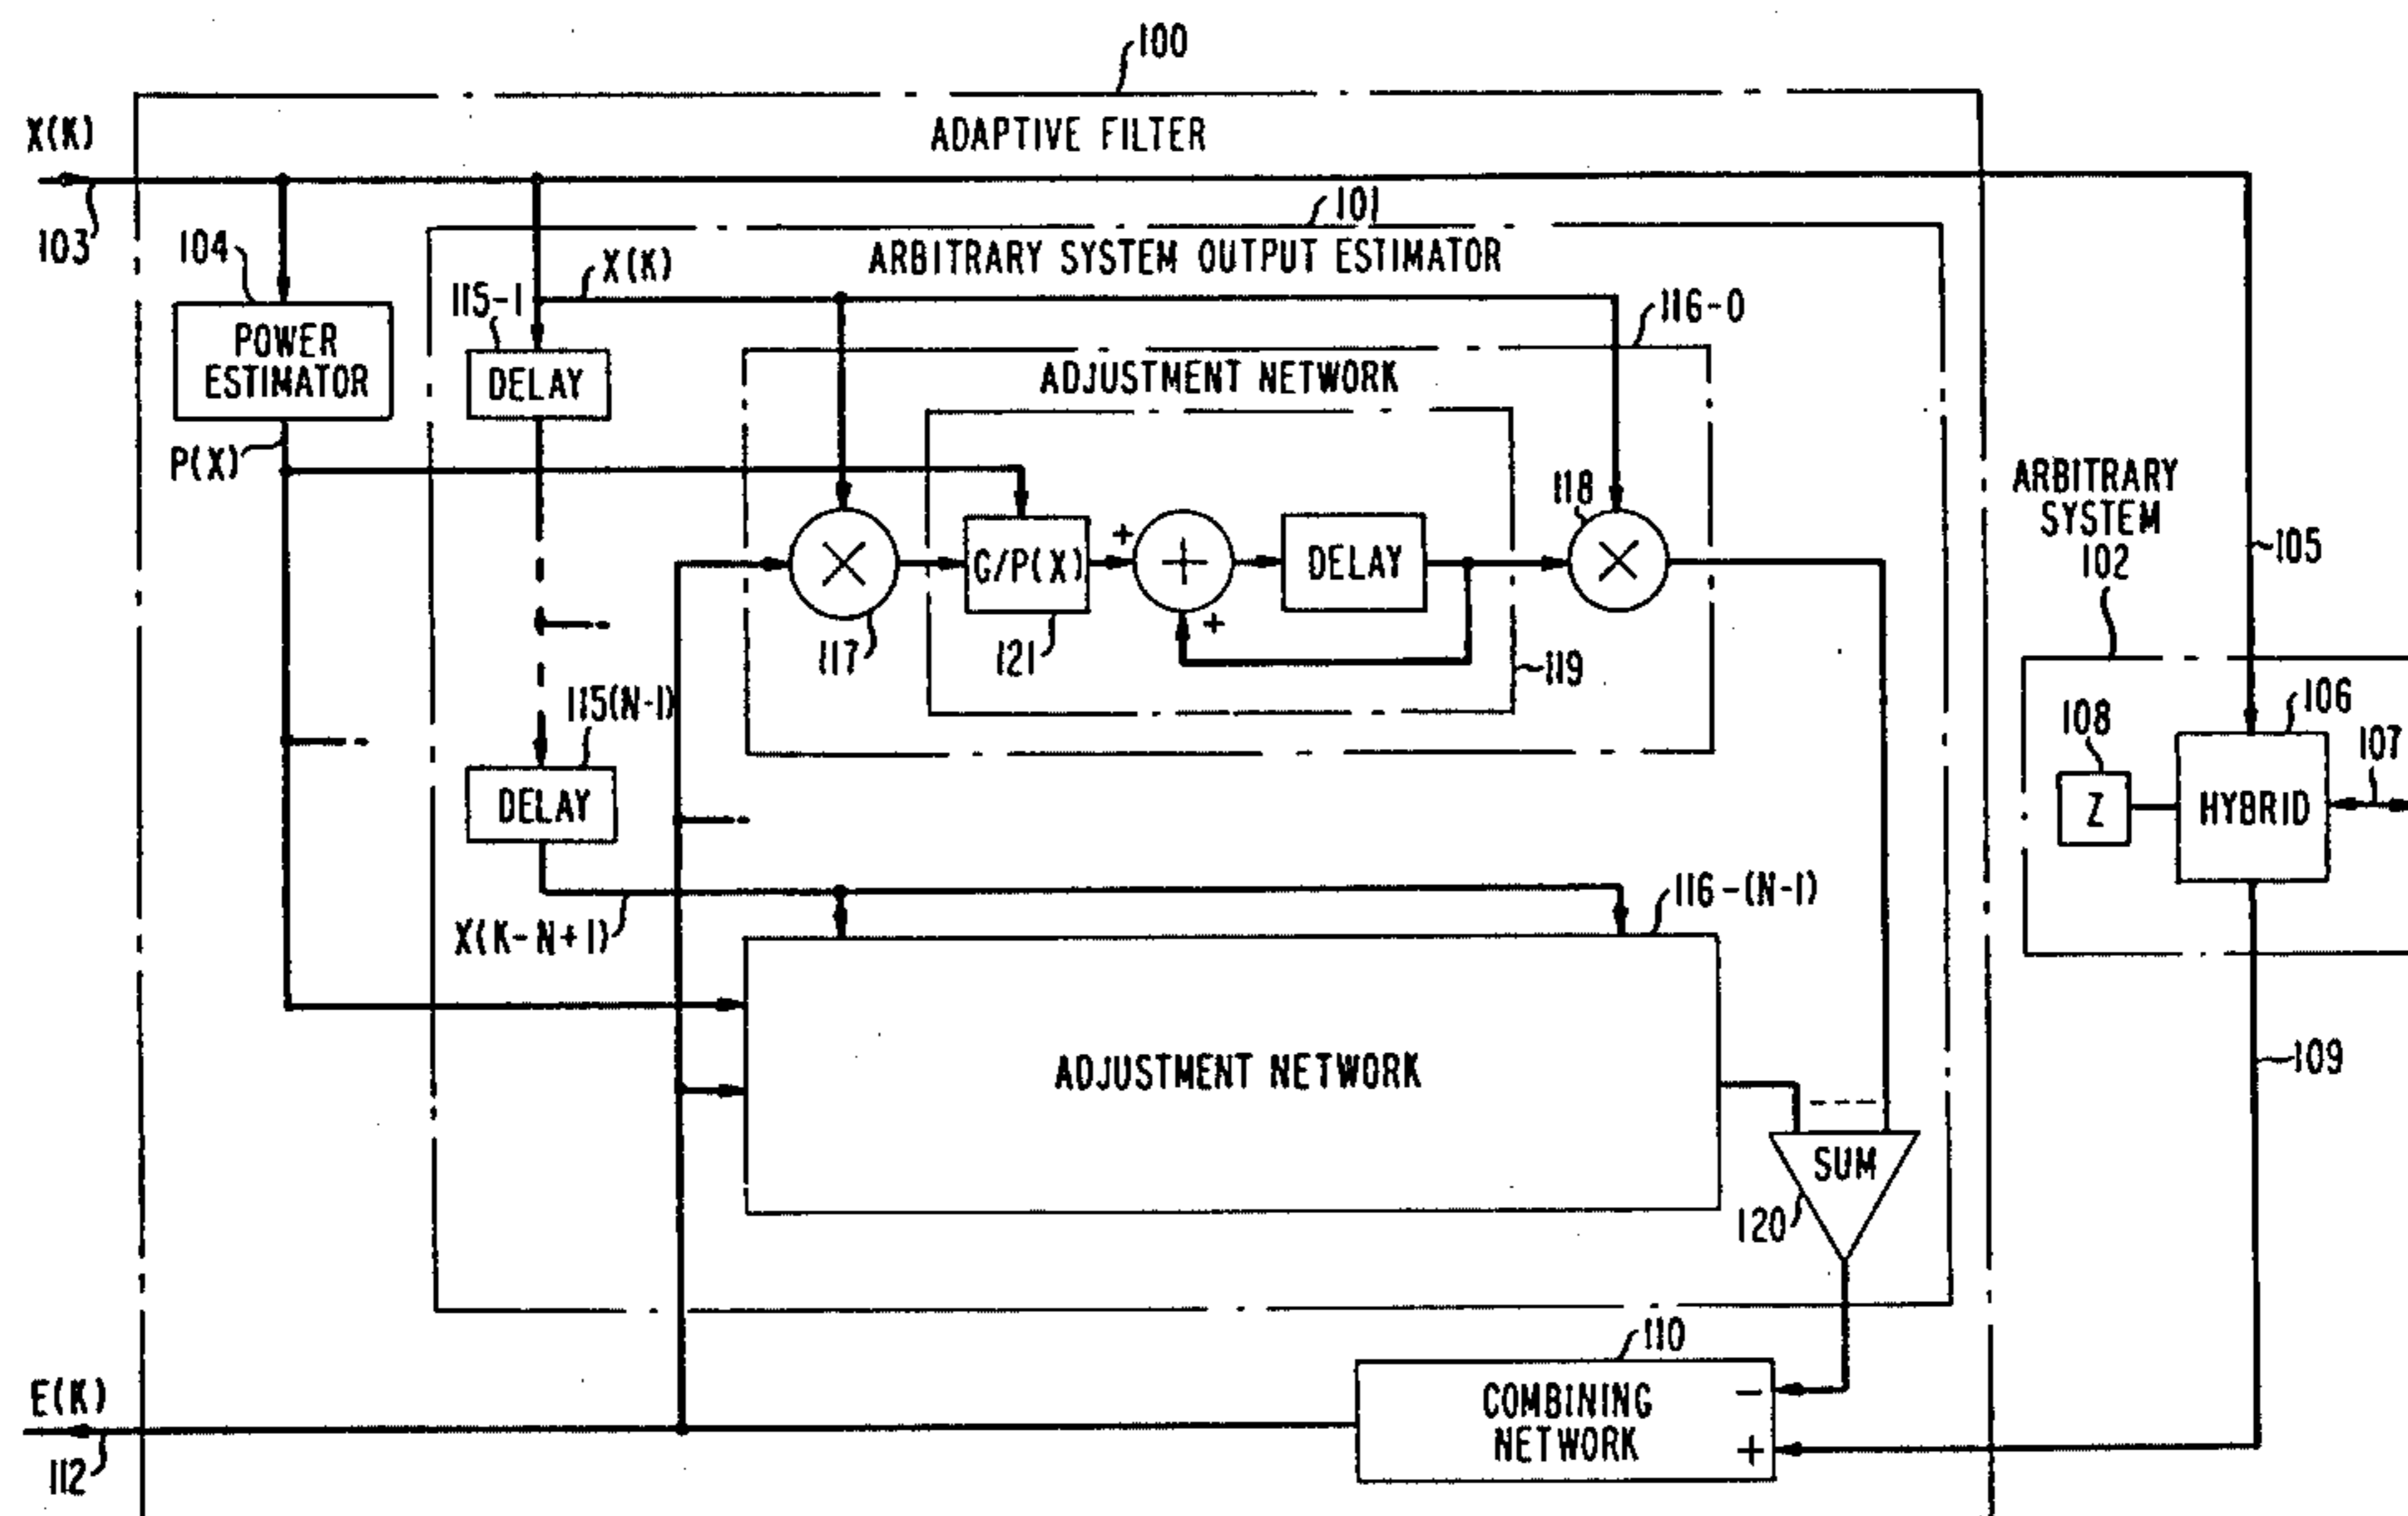 100
X(K)
ADAPTIVE FILTER
103
104
101
ARBITRARY SYSTEM OUTPUT ESTIMATOR
X(K)
115-1
116-0
POWER
ESTIMATOR
DELAY
ADJUSTMENT NETWORK
P(X)
118
ARBITRARY
SYSTEM
102
105
+
×
G/P(X)
+
DELAY
×
117
121
+
119
115(N-1)
108
106
107
DELAY
Z
HYBRID
X(K-N+1)
116-(N-1)
ADJUSTMENT NETWORK
109
SUM
120
110
E(K)
COMBINING
NETWORK
−
+
112